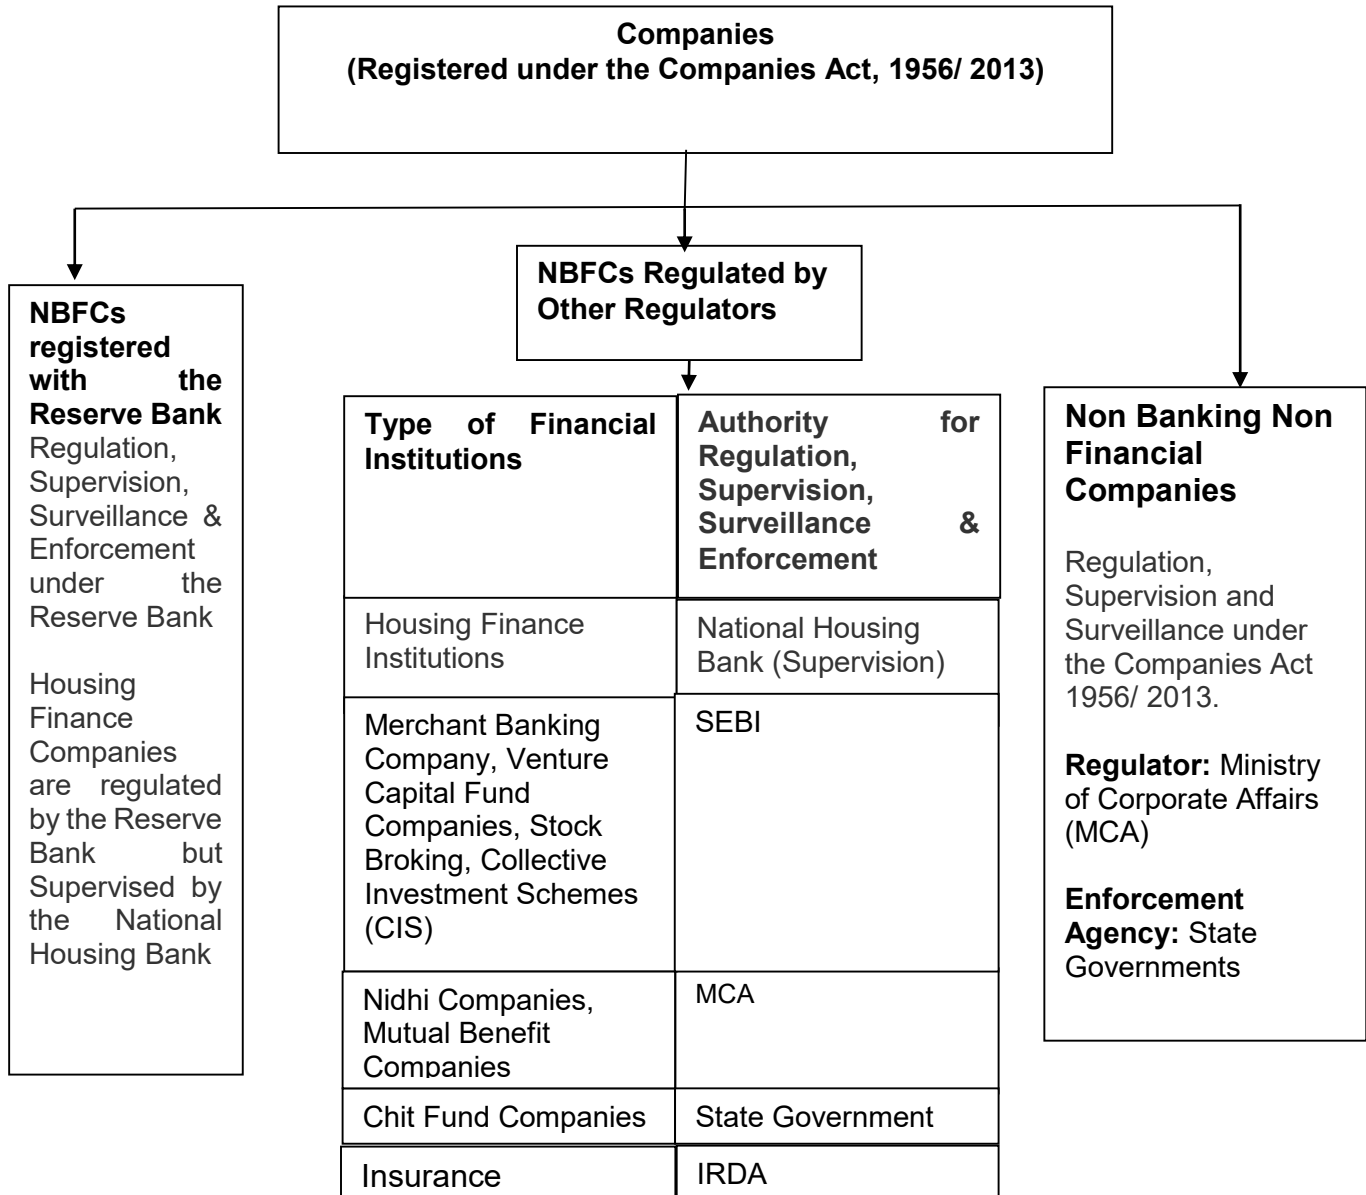 Companies
(Registered under the Companies Act, 1956/ 2013)
NBFCs
registered
with the
Reserve Bank
Regulation,
Supervision,
Surveillance &
Enforcement
under the
Reserve Bank
Housing
Finance
Companies
are regulated
by the Reserve
Bank but
Supervised by
the National
Housing Bank
NBFCs Regulated by
Other Regulators
Type of Financial
Institutions
Authority for
Regulation,
Supervision,
Surveillance &
Enforcement
Housing Finance
Institutions
National Housing
Bank (Supervision)
Merchant Banking
Company, Venture
Capital Fund
Companies, Stock
Broking, Collective
Investment Schemes
(CIS)
SEBI
Nidhi Companies,
Mutual Benefit
Companies
MCA
Chit Fund Companies
State Government
Insurance
IRDA
Non Banking Non
Financial
Companies
Regulation,
Supervision and
Surveillance under
the Companies Act
1956/ 2013.
Regulator: Ministry
of Corporate Affairs
(MCA)
Enforcement
Agency: State
Governments